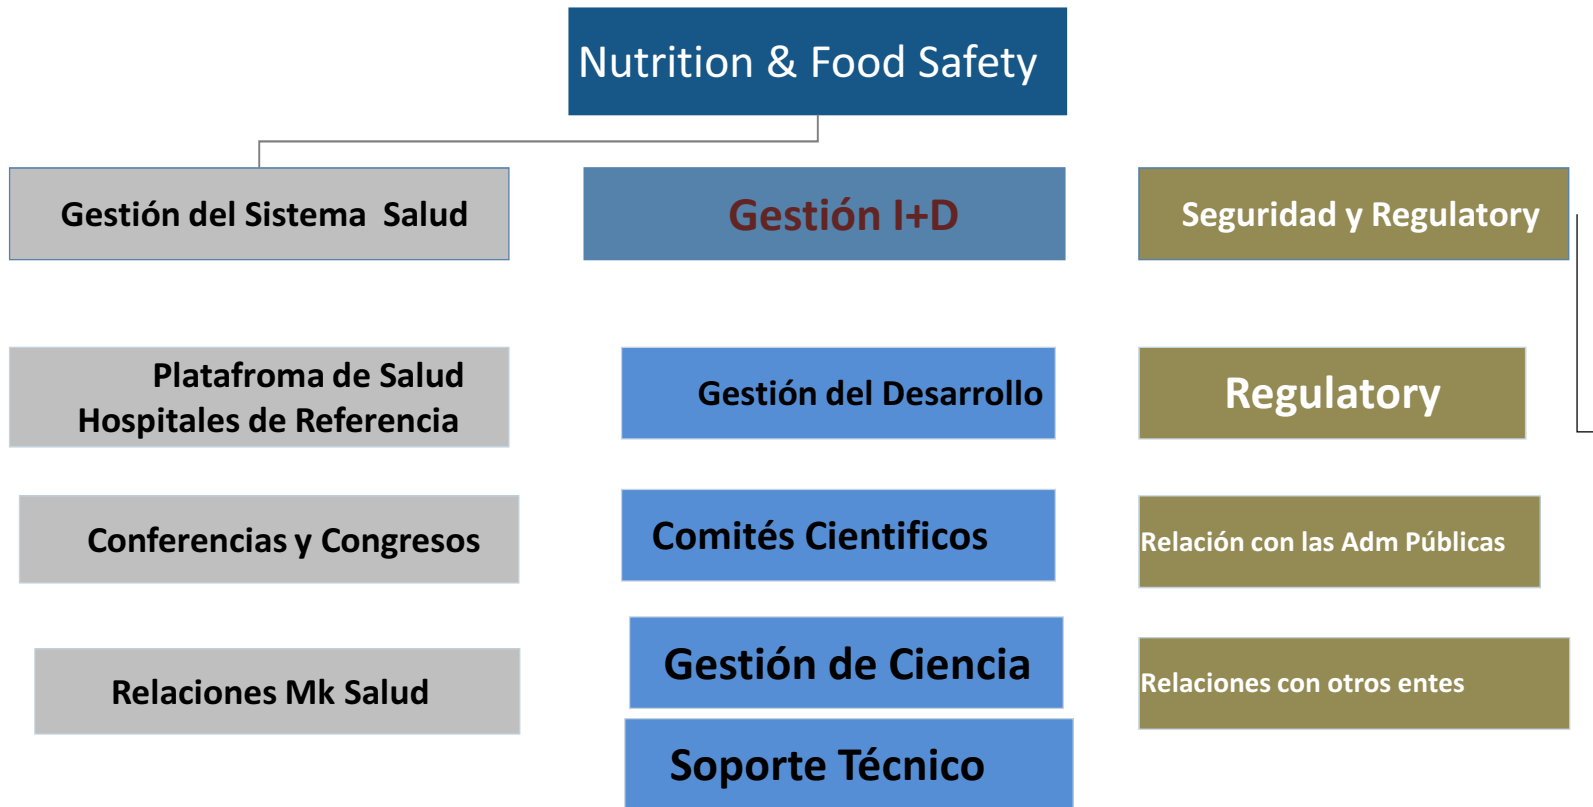 Nutrition & Food Safety
Gestión del Sistema Salud
Gestión I+D
Seguridad y Regulatory
Platafroma de Salud
Hospitales de Referencia
Gestión del Desarrollo
Regulatory
Conferencias y Congresos
Comités Cientificos
Relación con las Adm Públicas
Relaciones Mk Salud
Gestión de Ciencia
Relaciones con otros entes
Soporte Técnico